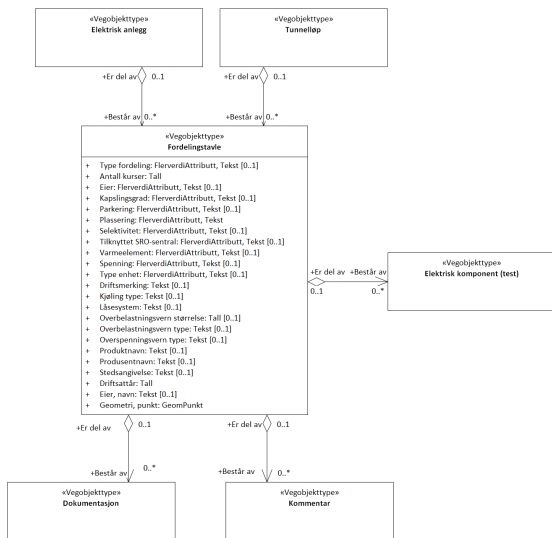 «Vegobjekttype»
Elektrisk anlegg
«Vegobjekttype»
Tunnelløp
+Er del av 0..1
+Er del av 0..1
+Består av 0..*
+Består av 0..*
«Vegobjekttype»
Fordelingstavle
+ Type fordeling: FlerverdiAttributt, Tekst [0..1]
+ Antall kurser: Tall
+ Eier: FlerverdiAttributt, Tekst [0..1]
+ Kapslingsgrad: FlerverdiAttributt, Tekst [0..1]
+ Parkering: FlerverdiAttributt, Tekst [0..1]
+ Plassering: FlerverdiAttributt, Tekst
+ Selektivitet: FlerverdiAttributt, Tekst [0..1]
+ Tilknyttet SRO-sentral: FlerverdiAttributt, Tekst [0..1]
+ Varmeelement: FlerverdiAttributt, Tekst [0..1]
+ Spenning: FlerverdiAttributt, Tekst [0..1]
+ Type enhet: FlerverdiAttributt, Tekst [0..1]
+ Driftsmerking: Tekst [0..1]
+ Kjøling type: Tekst [0..1]
+ Låsesystem: Tekst [0..1]
+ Overbelastningsvern størrelse: Tall [0..1]
+ Overbelastningsvern type: Tekst [0..1]
+ Overspenningsvern type: Tekst [0..1]
+ Produktnavn: Tekst [0..1]
+ Produsentnavn: Tekst [0..1]
+ Stedsangivelse: Tekst [0..1]
+ Driftsattår: Tall
+ Eier, navn: Tekst [0..1]
+ Geometri, punkt: GeomPunkt
+Er del av +Består av
0..1 0..*
«Vegobjekttype»
Elektrisk komponent (test)
+Er del av 0..1
+Er del av 0..1
+Består av 0..*
+Består av 0..*
«Vegobjekttype»
Dokumentasjon
«Vegobjekttype»
Kommentar